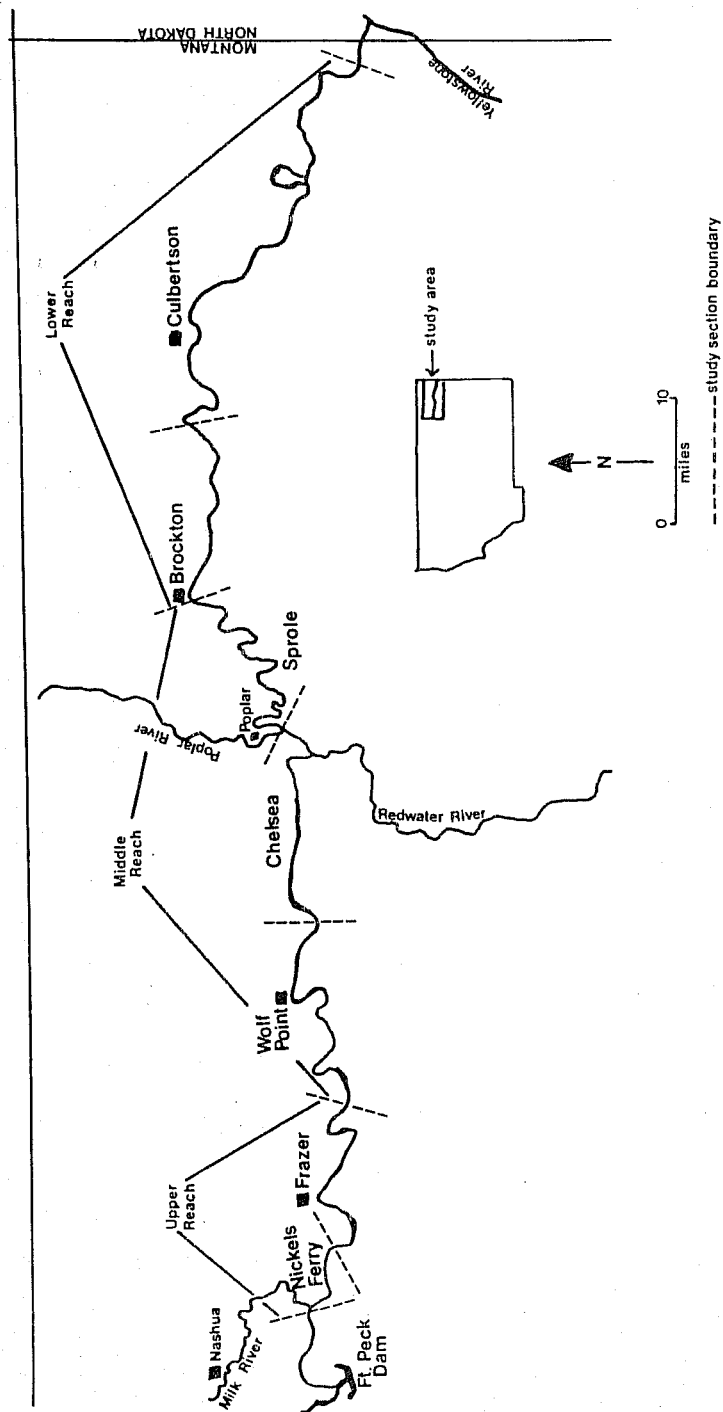 MONTANA
NORTH DAKOTA
Yellowstone
River
Lower
Reach
Culbertson
Brockton
Sprole
Poplar
Poplar River
Middle
Reach
Chelsea
Redwater River
Wolf
Point
Upper
Reach
Frazer
Nickels
Ferry
Nashua
Milk River
Ft. Peck
Dam
study area
N
0 10
miles
study section boundary